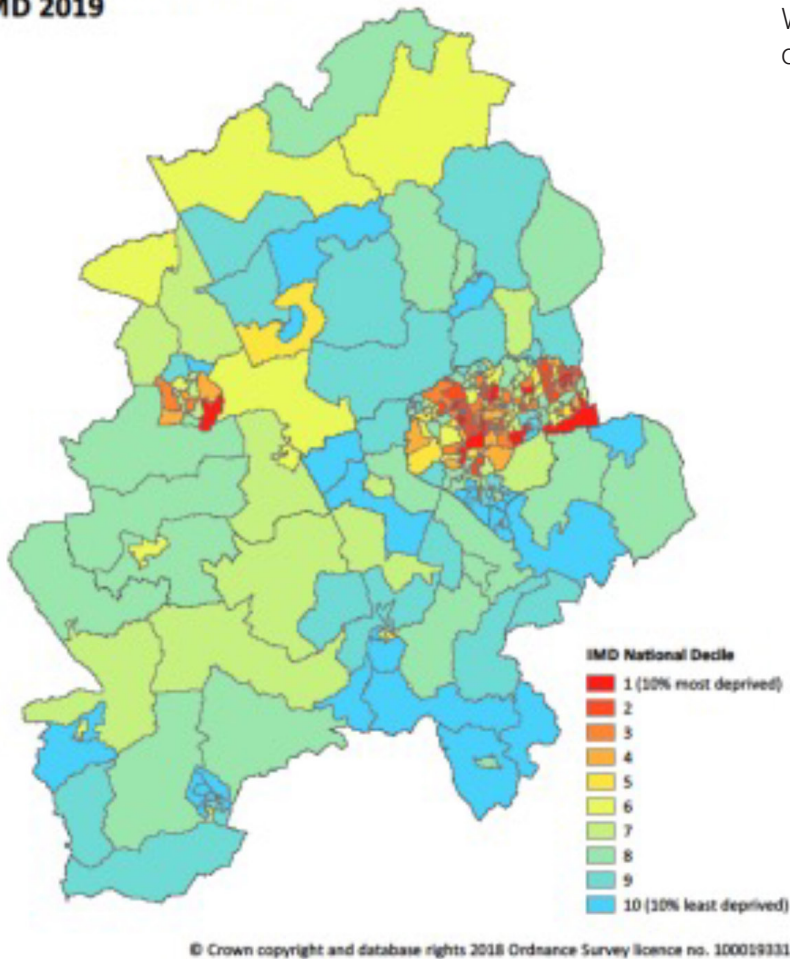 MD 2019
IMD National Decile
1 (10% most deprived)
2
3
4
5
6
7
8
9
10 (10% least deprived)
© Crown copyright and database rights 2018 Ordnance Survey licence no. 100019331